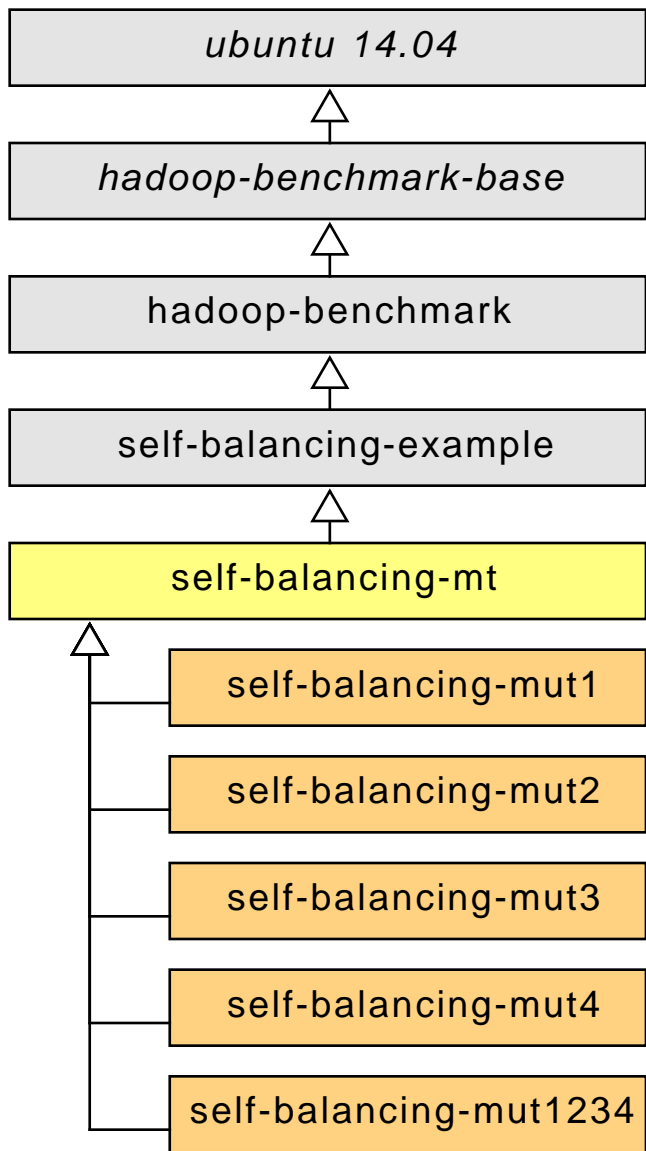 ubuntu 14.04
hadoop-benchmark-base
hadoop-benchmark
self-balancing-example
self-balancing-mt
self-balancing-mut1
self-balancing-mut2
self-balancing-mut3
self-balancing-mut4
self-balancing-mut1234